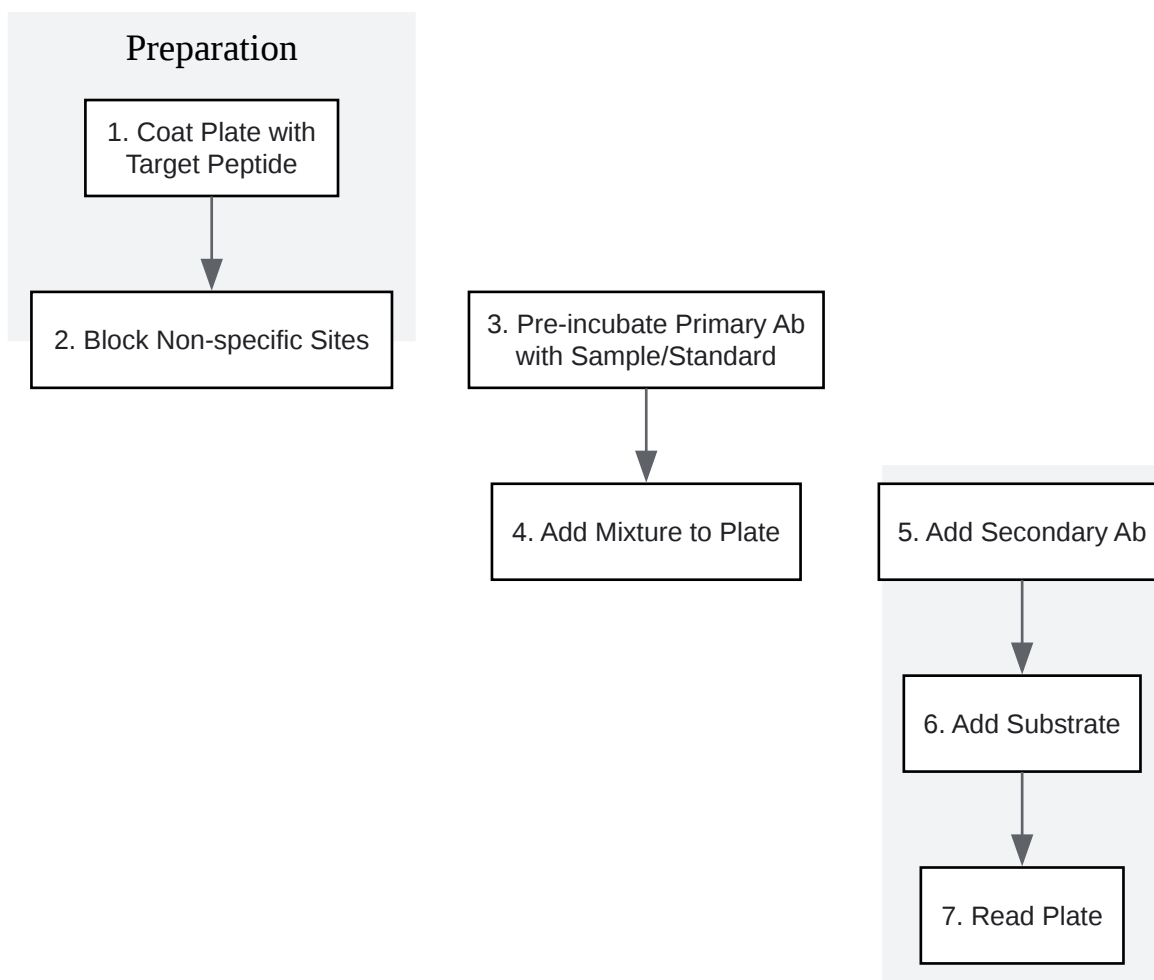 Preparation
1. Coat Plate with
Target Peptide
2. Block Non-specific Sites
3. Pre-incubate Primary Ab
with Sample/Standard
4. Add Mixture to Plate
5. Add Secondary Ab
6. Add Substrate
7. Read Plate